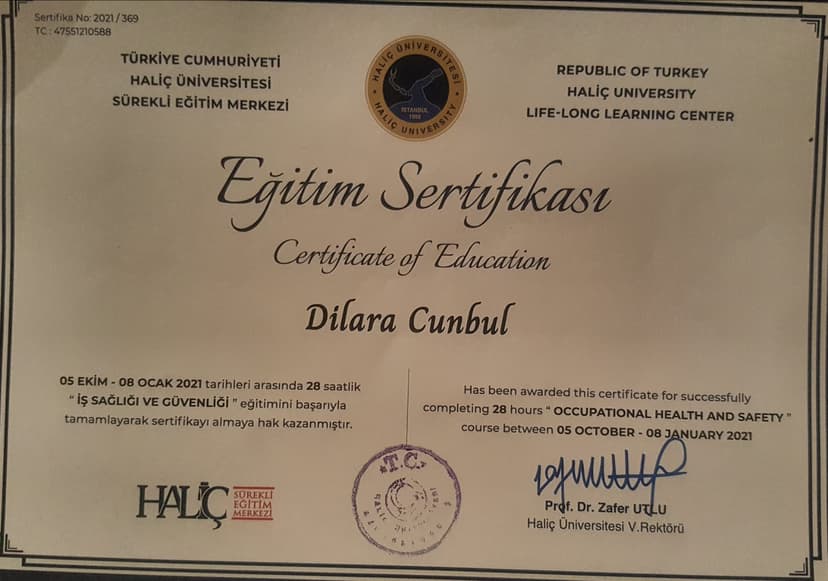 Sertifika No: 2021 / 369
TC : 47551210588
TÜRKİYE CUMHURİYETİ
HALİÇ ÜNİVERSİTESİ
SÜREKLİ EĞİTİM MERKEZİ
HALİÇ ÜNİVERSİTESİ
İSTANBUL
1998
HALİÇ UNIVERSITY
REPUBLIC OF TURKEY
HALİÇ UNIVERSITY
LIFE-LONG LEARNING CENTER
Eğitim Sertifikası
Certificate of Education
Dilara Cunbul
05 EKİM - 08 OCAK 2021 tarihleri arasında 28 saatlik
“ İŞ SAĞLIĞI VE GÜVENLİĞİ ” eğitimini başarıyla
tamamlayarak sertifikayı almaya hak kazanmıştır.
Has been awarded this certificate for successfully
completing 28 hours “ OCCUPATIONAL HEALTH AND SAFETY ”
course between 05 OCTOBER - 08 JANUARY 2021
HALİÇ
SÜREKLİ
EĞİTİM
MERKEZİ
T.C.
Prof. Dr. Zafer UTLU
Haliç Üniversitesi V.Rektörü